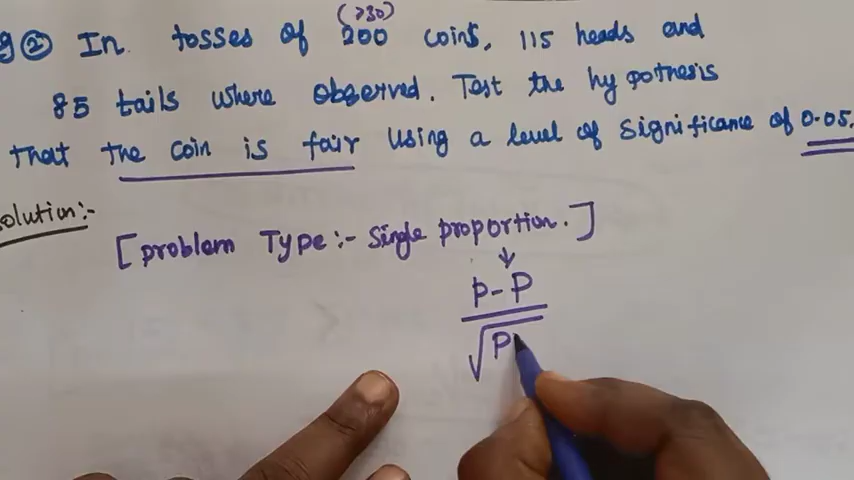 (>30)
g ② In tosses of 200 coins, 115 heads and
85 tails where observed. Test the hypothesis
that the coin is fair using a level of significance of 0.05.
olution:-
[problem Type:- Single proportion.]
↓
p-P
√P